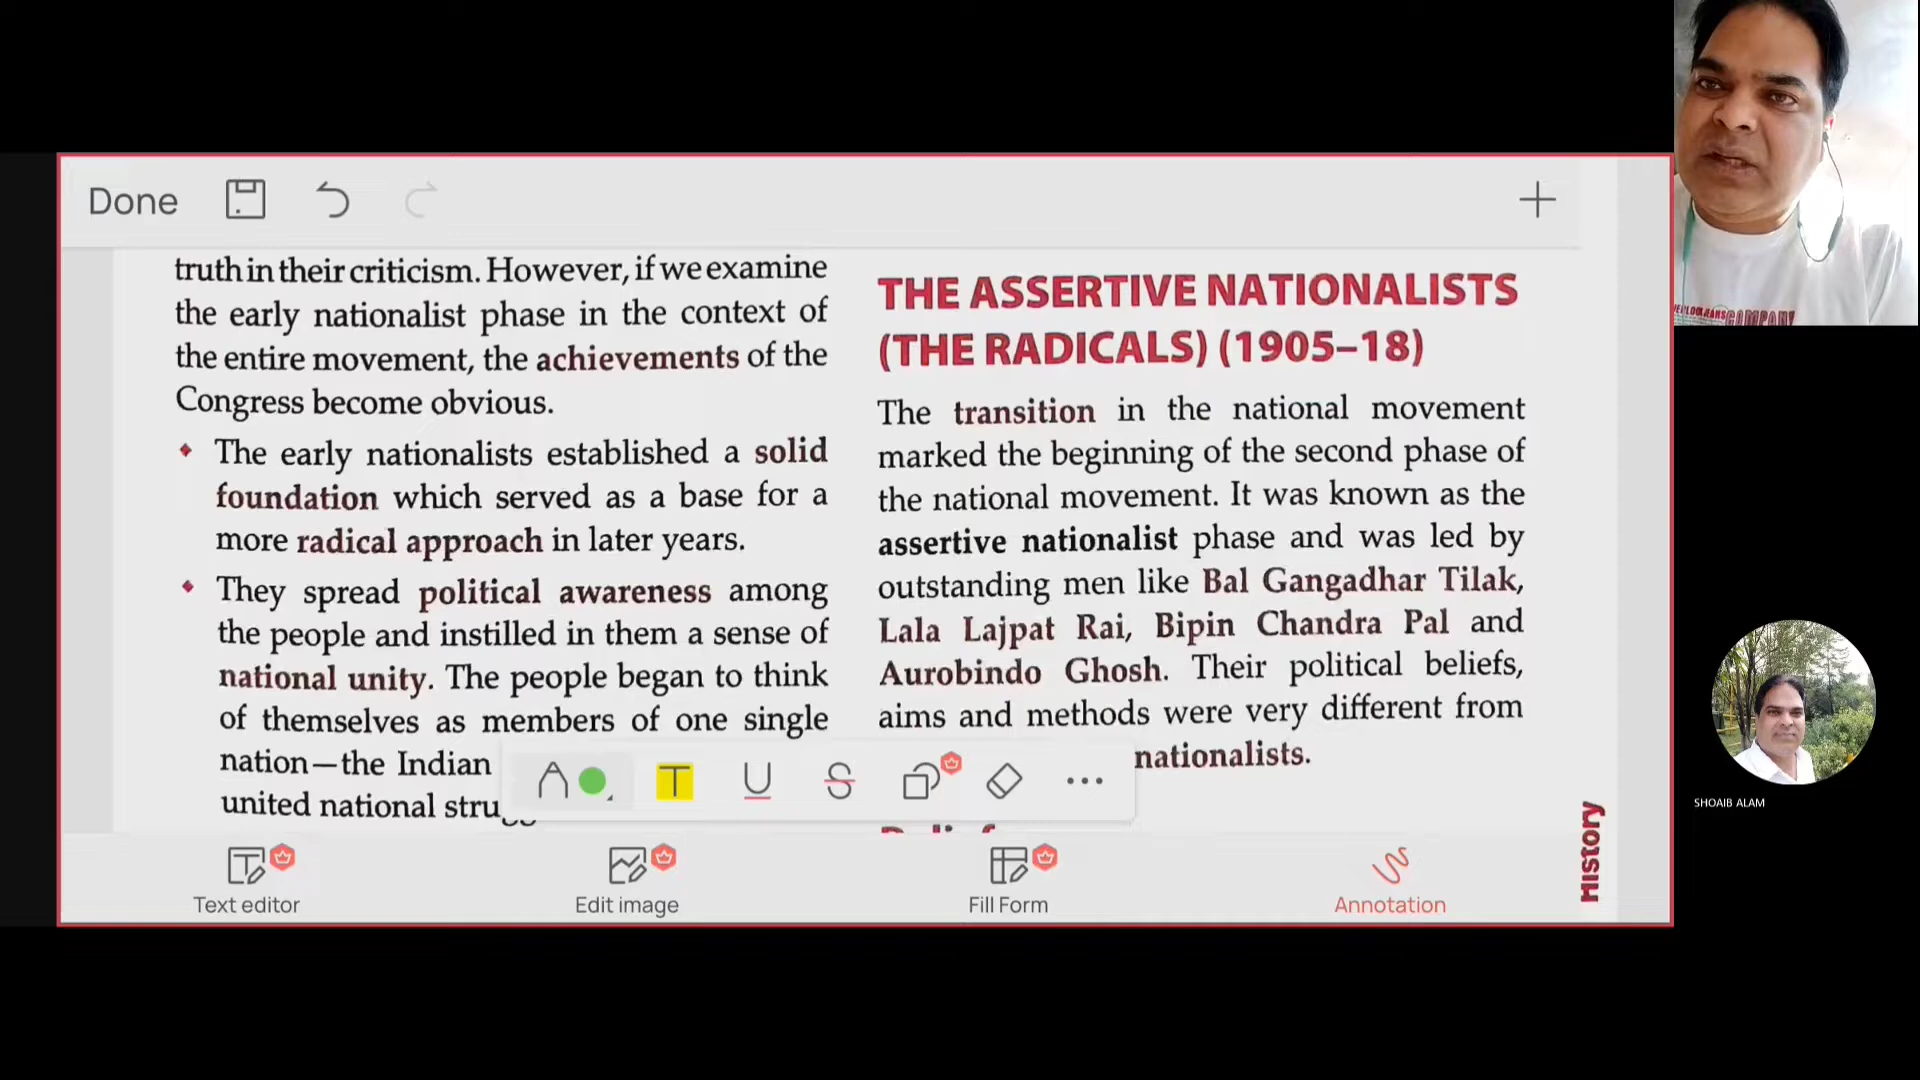 Done
truth in their criticism. However, if we examine
the early nationalist phase in the context of
the entire movement, the achievements of the
Congress become obvious.
The early nationalists established a solid
foundation which served as a base for a
more radical approach in later years.
They spread political awareness among
the people and instilled in them a sense of
national unity. The people began to think
of themselves as members of one single
nation—the Indian
united national
THE ASSERTIVE NATIONALISTS
(THE RADICALS) (1905–18)
The transition in the national movement
marked the beginning of the second phase of
the national movement. It was known as the
assertive nationalist phase and was led by
outstanding men like Bal Gangadhar Tilak,
Lala Lajpat Rai, Bipin Chandra Pal and
Aurobindo Ghosh. Their political beliefs,
aims and methods were very different from
nationalists.
History
T U S
Text editor
Edit image
Fill Form
Annotation
COMPANY
SHOAIB ALAM